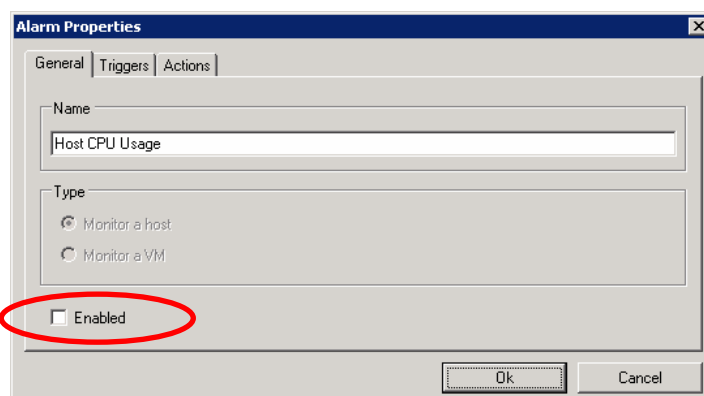 Alarm Properties
General Triggers Actions
Name
Host CPU Usage
Type
Monitor a host
Monitor a VM
Enabled
Ok Cancel